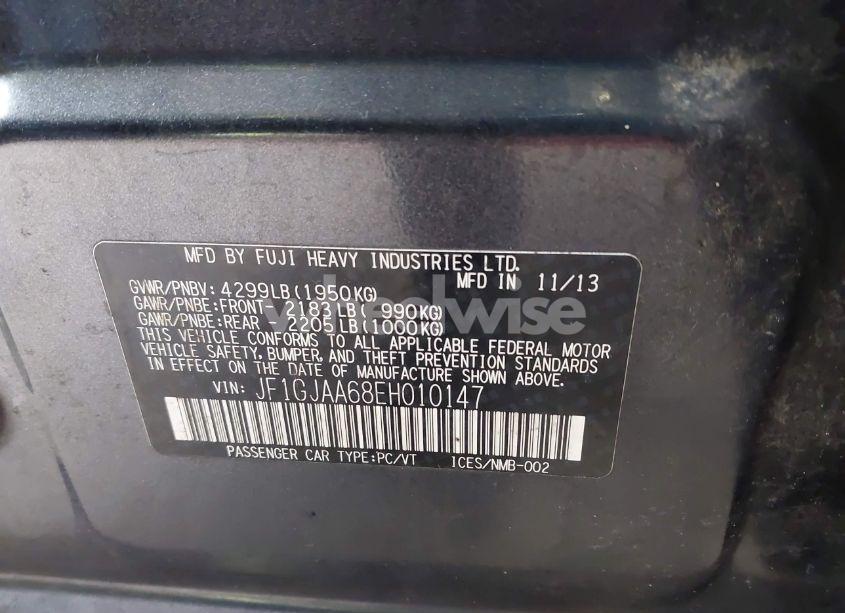 MFD BY FUJI HEAVY INDUSTRIES LTD.
MFD IN 11/13
GVWR/PNBV: 4299LB(1950KG)
GAWR/PNBE:FRONT- 2183LB( 990KG)
GAWR/PNBE:REAR -2205LB(1000KG)
THIS VEHICLE CONFORMS TO ALL APPLICABLE FEDERAL MOTOR
VEHICLE SAFETY, BUMPER, AND THEFT PREVENTION STANDARDS
IN EFFECT ON THE DATE OF MANUFACTURE SHOWN ABOVE.
VIN: JF1GJAA68EH010147
PASSENGER CAR TYPE:PC/VT ICES/NMB-002
wheelwise